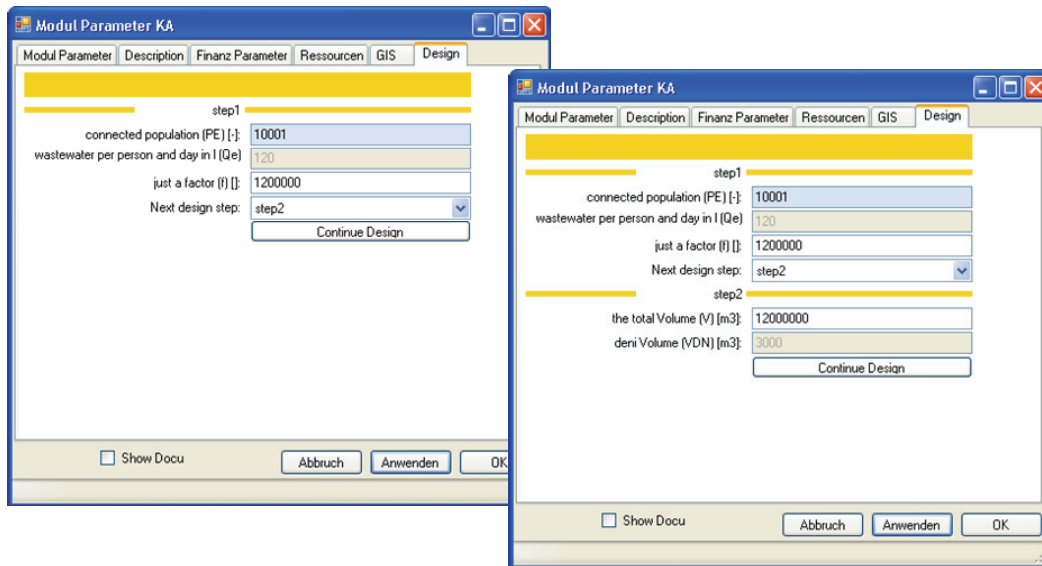 Modul Parameter KA
Modul Parameter Description Finanz Parameter Ressourcen GIS Design
step1
connected population (PE) [-]: 10001
wastewater per person and day in l (Qe) 120
just a factor (f) []: 1200000
Next design step: step2
Continue Design
Show Docu Abbruch Anwenden OK
Modul Parameter KA
Modul Parameter Description Finanz Parameter Ressourcen GIS Design
step1
connected population (PE) [-]: 10001
wastewater per person and day in l (Qe) 120
just a factor (f) []: 1200000
Next design step: step2
step2
the total Volume (V) [m3]: 12000000
deni Volume (VDN) [m3]: 3000
Continue Design
Show Docu Abbruch Anwenden OK